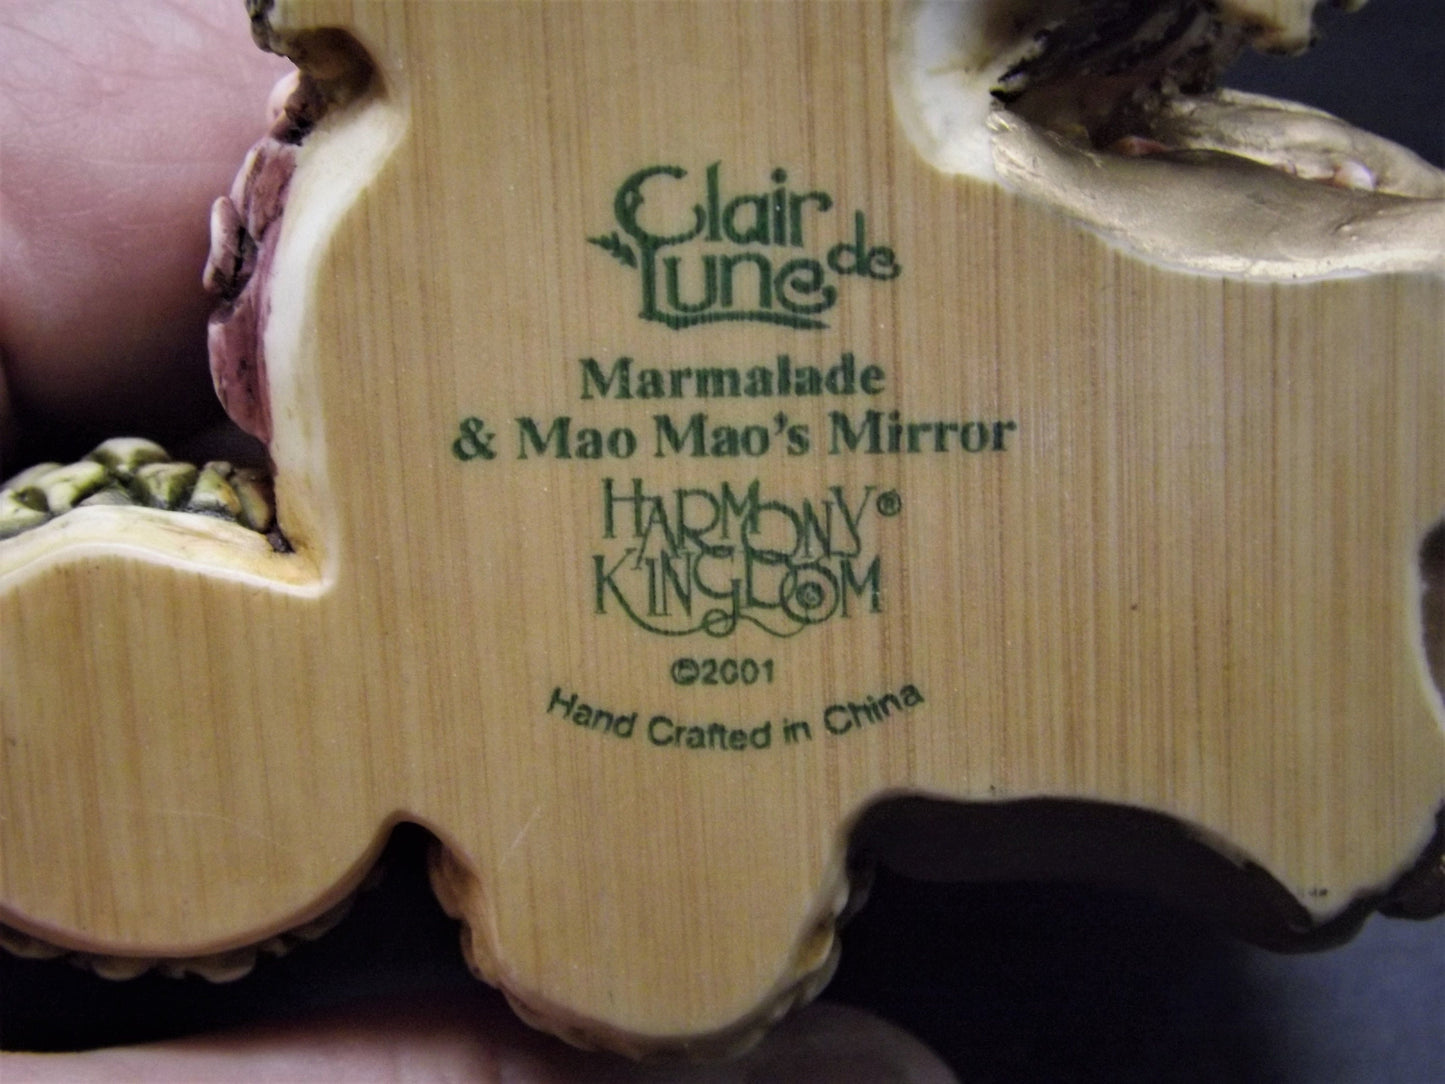 Clair
de
Lune
Marmalade
& Mao Mao's Mirror
HARMONY®
KINGDOM
©2001
Hand Crafted in China